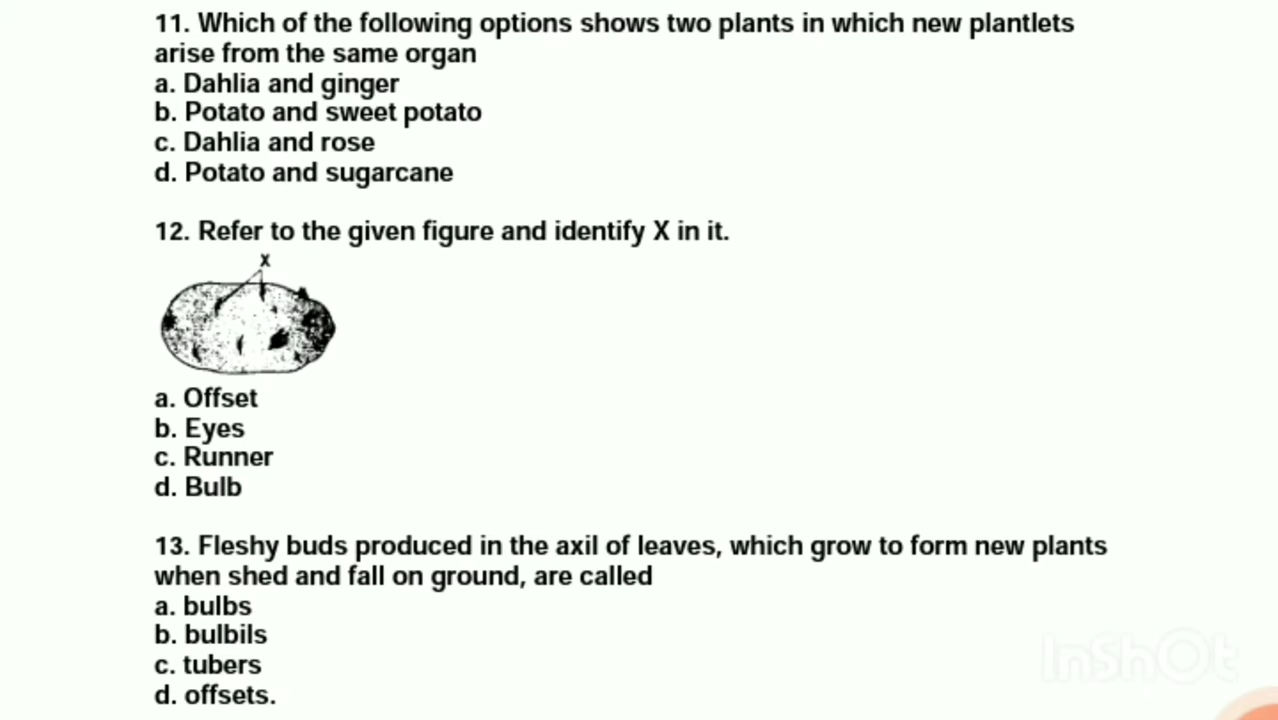 11. Which of the following options shows two plants in which new plantlets
arise from the same organ
a. Dahlia and ginger
b. Potato and sweet potato
c. Dahlia and rose
d. Potato and sugarcane
12. Refer to the given figure and identify X in it.
X
a. Offset
b. Eyes
c. Runner
d. Bulb
13. Fleshy buds produced in the axil of leaves, which grow to form new plants
when shed and fall on ground, are called
a. bulbs
b. bulbils
c. tubers
d. offsets.
InShOt